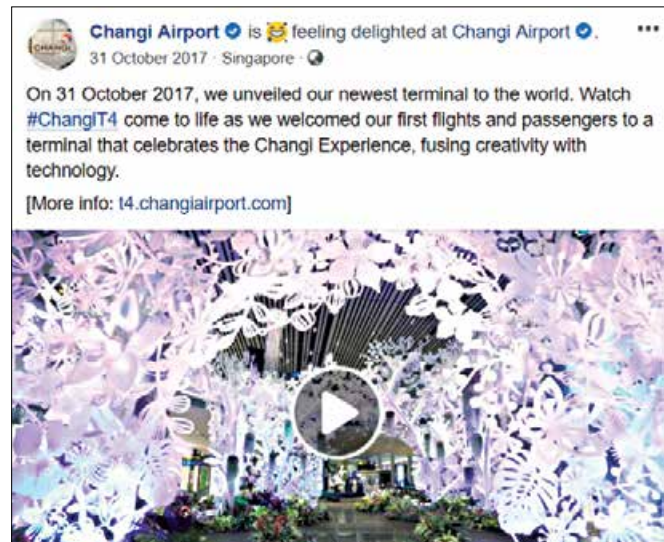 Changi Airport is feeling delighted at Changi Airport.
31 October 2017 · Singapore ·
On 31 October 2017, we unveiled our newest terminal to the world. Watch
#ChangiT4 come to life as we welcomed our first flights and passengers to a
terminal that celebrates the Changi Experience, fusing creativity with
technology.
[More info: t4.changiairport.com]
CHANGI